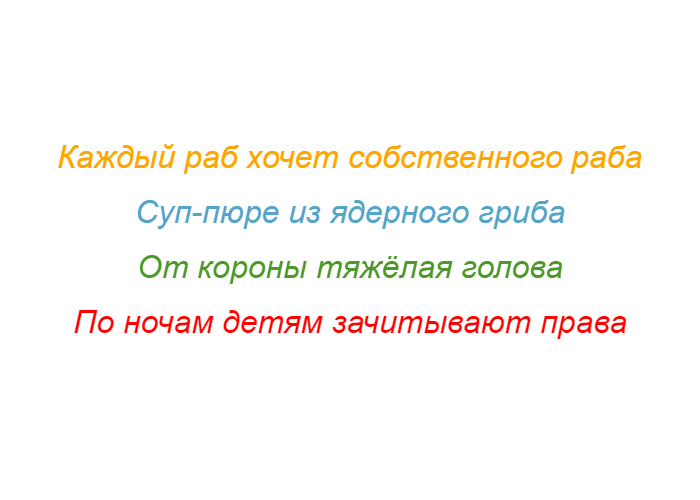 Каждый раб хочет собственного раба
Суп-пюре из ядерного гриба
От короны тяжёлая голова
По ночам детям зачитывают права